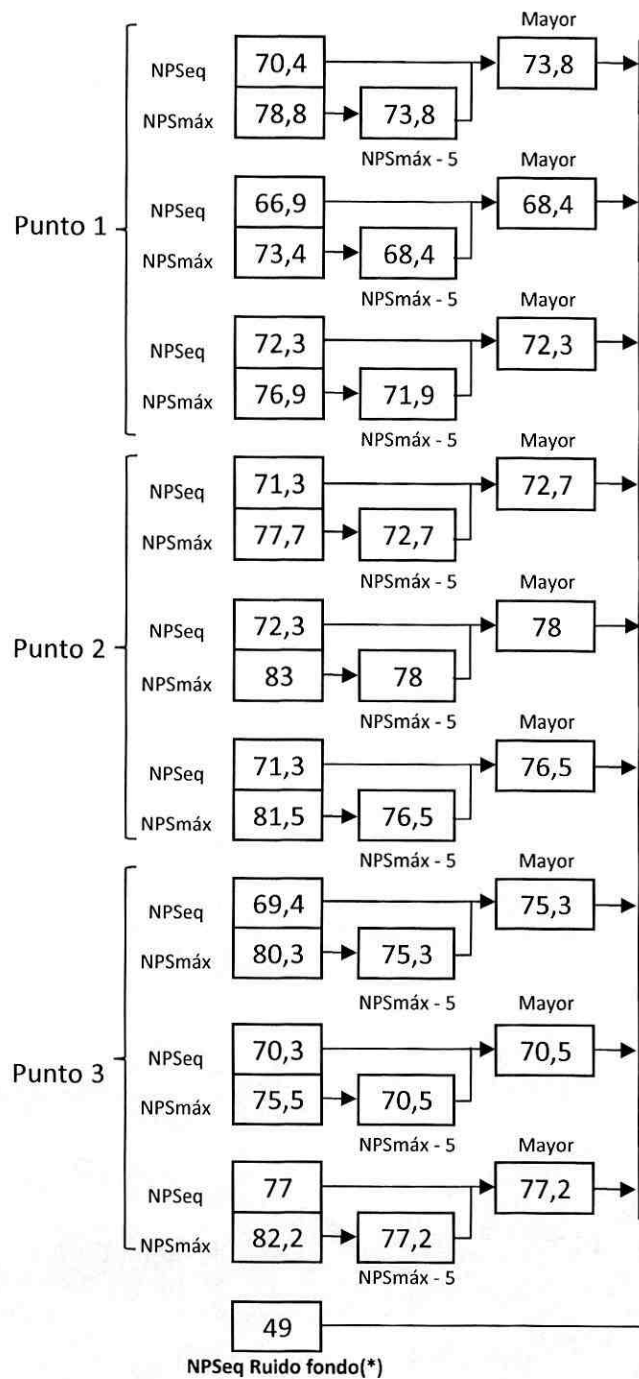 Mayor
NPSeq 70,4 73,8
NPSmáx 78,8 73,8
NPSmáx - 5
Mayor
NPSeq 66,9 68,4
Punto 1
NPSmáx 73,4 68,4
NPSmáx - 5
Mayor
NPSeq 72,3 72,3
NPSmáx 76,9 71,9
NPSmáx - 5
Mayor
NPSeq 71,3 72,7
NPSmáx 77,7 72,7
NPSmáx - 5
Mayor
NPSeq 72,3 78
Punto 2
NPSmáx 83 78
NPSmáx - 5
Mayor
NPSeq 71,3 76,5
NPSmáx 81,5 76,5
NPSmáx - 5
Mayor
NPSeq 69,4 75,3
NPSmáx 80,3 75,3
NPSmáx - 5
Mayor
NPSeq 70,3 70,5
Punto 3
NPSmáx 75,5 70,5
NPSmáx - 5
Mayor
NPSeq 77 77,2
NPSmáx 82,2 77,2
NPSmáx - 5
49
NPSeq Ruido fondo(*)